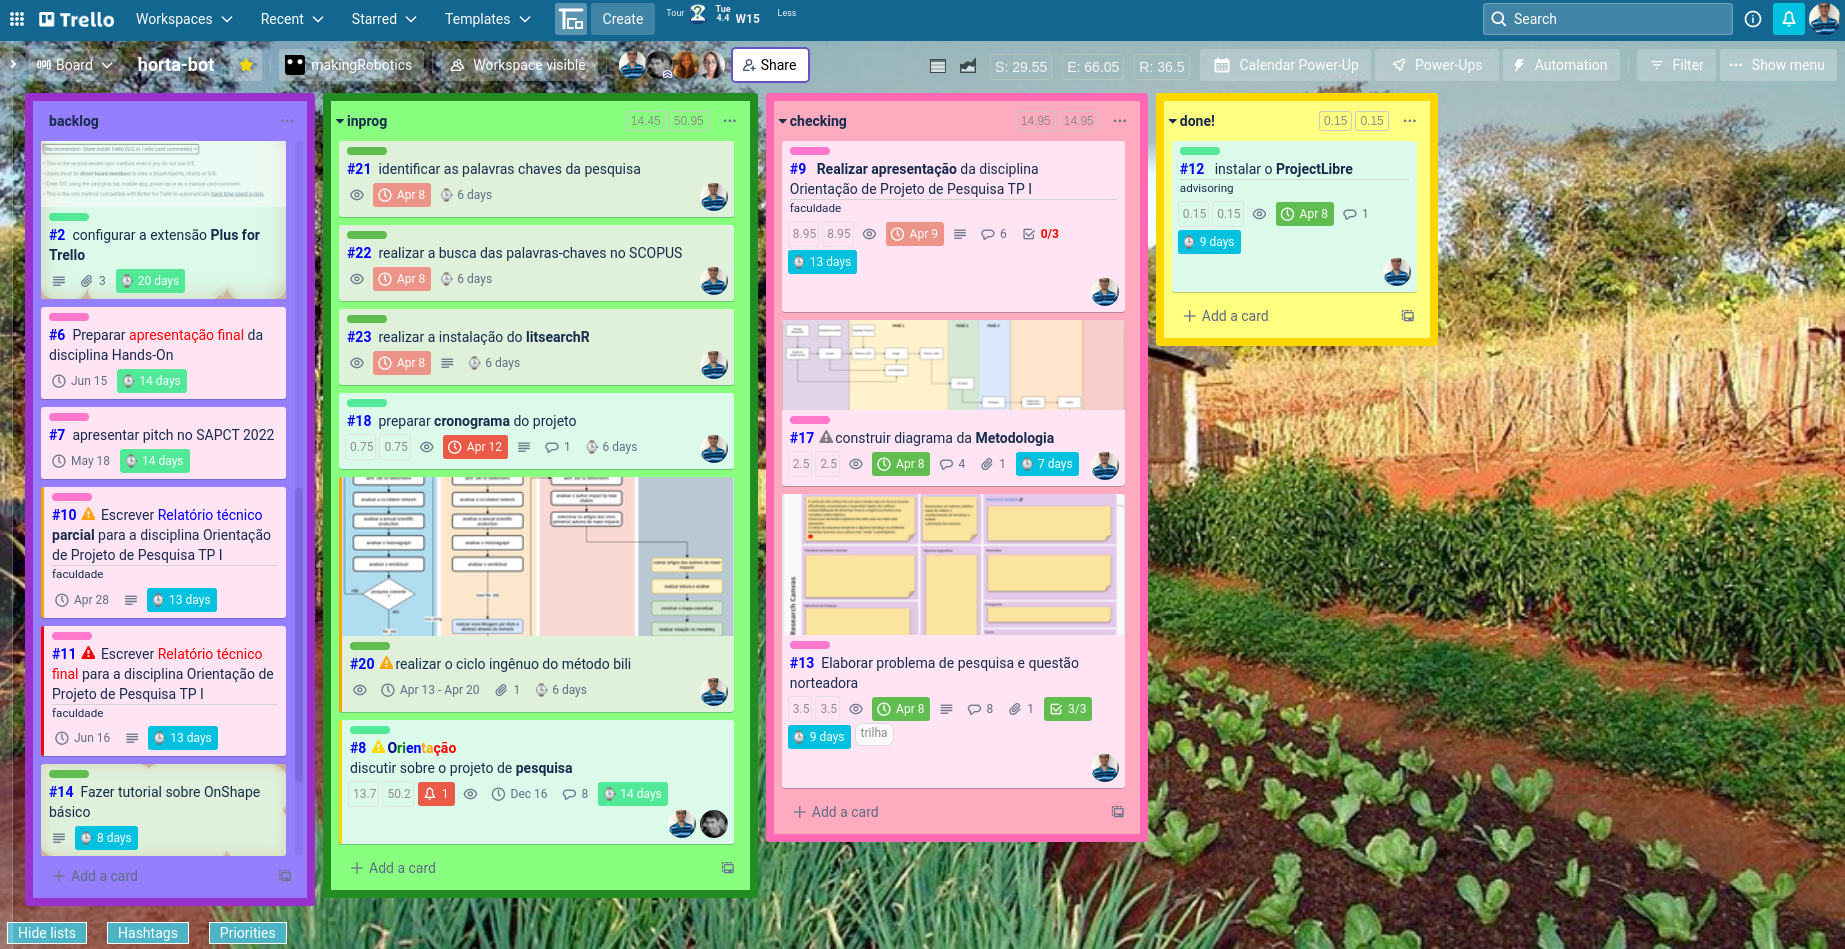 Trello
Workspaces
Recent
Starred
Templates
Create
Tour
Tue
4.4
W15
Less
Search
Board
horta-bot
makingRobotics
Workspace visible
Share
S: 29.55
E: 66.05
R: 36.5
Calendar Power-Up
Power-Ups
Automation
Filter
Show menu
backlog
Recommended - Store inside Trello (S/E in Trello card comments)
#2 configurar a extensão Plus for
Trello
3
20 days
#6 Preparar apresentação final da
disciplina Hands-On
Jun 15
14 days
#7 apresentar pitch no SAPCT 2022
May 18
14 days
#10 Escrever Relatório técnico
parcial para a disciplina Orientação
de Projeto de Pesquisa TP I
faculdade
Apr 28
13 days
#11 Escrever Relatório técnico
final para a disciplina Orientação de
Projeto de Pesquisa TP I
faculdade
Jun 16
13 days
#14 Fazer tutorial sobre OnShape
básico
8 days
+ Add a card
inprog
14.45 50.95
#21 identificar as palavras chaves da pesquisa
Apr 8
6 days
#22 realizar a busca das palavras-chaves no SCOPUS
Apr 8
6 days
#23 realizar a instalação do litsearchR
Apr 8
6 days
#18 preparar cronograma do projeto
0.75 0.75
Apr 12
1
6 days
#20 realizar o ciclo ingênuo do método bili
Apr 13 - Apr 20
1
6 days
#8 Orientação
discutir sobre o projeto de pesquisa
13.7 50.2
1
Dec 16
8
14 days
+ Add a card
checking
14.95 14.95
#9 Realizar apresentação da disciplina
Orientação de Projeto de Pesquisa TP I
faculdade
8.95 8.95
Apr 9
6
0/3
13 days
#17 construir diagrama da Metodologia
2.5 2.5
Apr 8
4
1
7 days
Research Canvas
#13 Elaborar problema de pesquisa e questão
norteadora
3.5 3.5
Apr 8
8
1
3/3
9 days
trilha
+ Add a card
done!
0.15 0.15
#12 instalar o ProjectLibre
advisoring
0.15 0.15
Apr 8
1
9 days
+ Add a card
Hide lists
Hashtags
Priorities